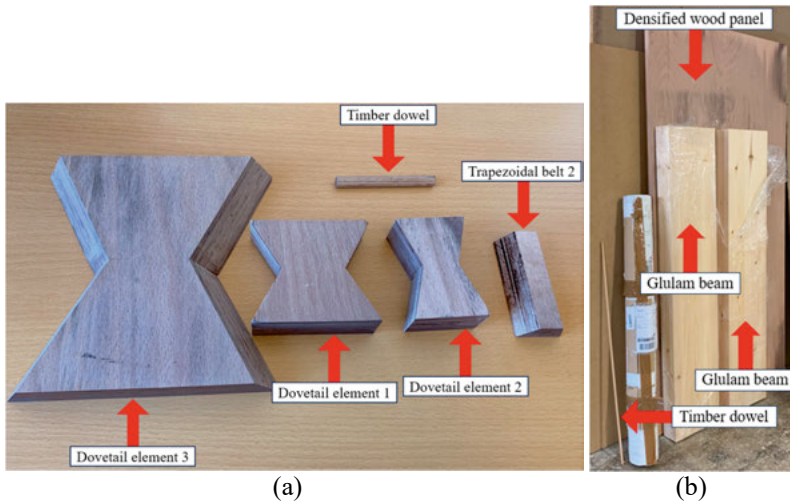 Densified wood panel
Timber dowel
Trapezoidal belt 2
Glulam beam
Glulam beam
Dovetail element 1
Dovetail element 2
Timber dowel
Dovetail element 3
(a)
(b)